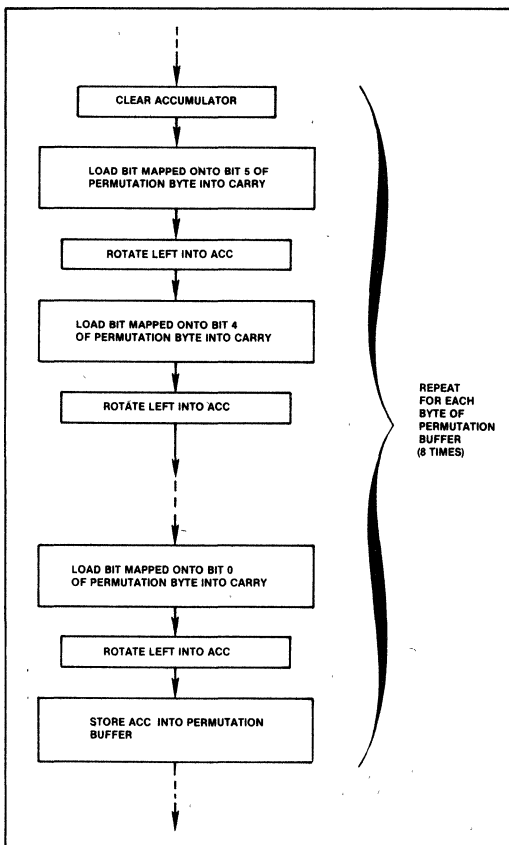 CLEAR ACCUMULATOR
LOAD BIT MAPPED ONTO BIT 5 OF
PERMUTATION BYTE INTO CARRY
ROTATE LEFT INTO ACC
LOAD BIT MAPPED ONTO BIT 4
OF PERMUTATION BYTE INTO CARRY
ROTATE LEFT INTO ACC
REPEAT
FOR EACH
BYTE OF
PERMUTATION
BUFFER
(8 TIMES)
LOAD BIT MAPPED ONTO BIT 0
OF PERMUTATION BYTE INTO CARRY
ROTATE LEFT INTO ACC
STORE ACC INTO PERMUTATION
BUFFER